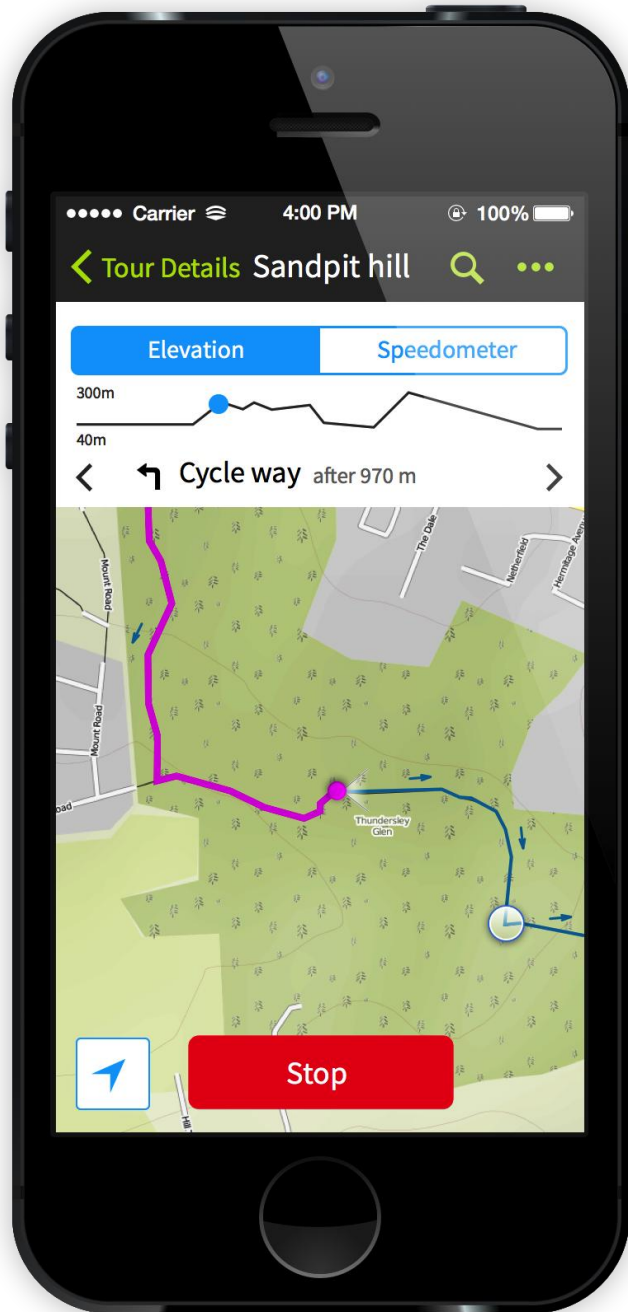 Carrier 4:00 PM 100%
Tour Details Sandpit hill
Elevation Speedometer
300m
40m
Cycle way after 970 m
The Dale
Netherfield
Hermitage Avenue
Mount Road
Mount Road
oad
Thundersley
Glen
Stop
Hill